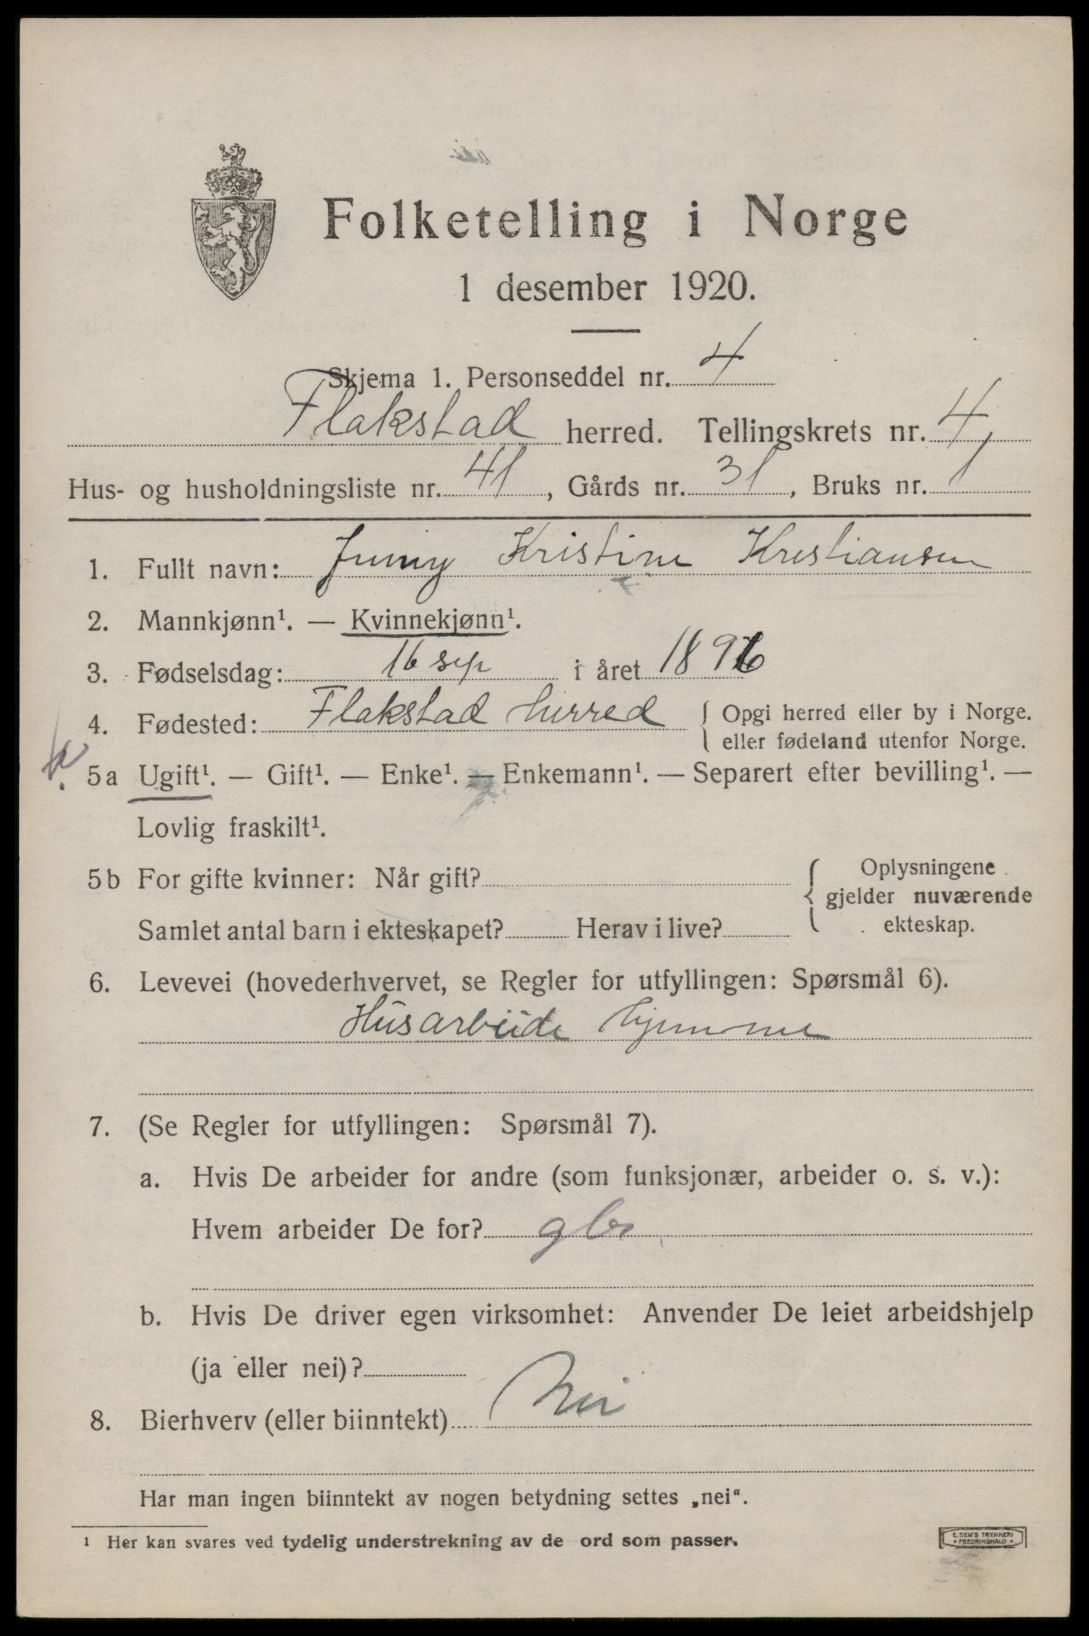 Folketelling i Norge
1 desember 1920.
Skjema 1. Personseddel nr. 4
Flakstad herred. Tellingskrets nr. 4,
Hus- og husholdningsliste nr. 41, Gårds nr. 31, Bruks nr. 1
1. Fullt navn: Kristine Kristiansen
2. Mannkjønn¹. — Kvinnekjønn¹.
3. Fødselsdag: 16 sep i året 1896
4. Fødested: Flakstad herred { Opgi herred eller by i Norge.
eller fødeland utenfor Norge.
5a Ugift¹. — Gift¹. — Enke¹. — Enkemann¹. — Separert efter bevilling¹. —
Lovlig fraskilt¹.
5b For gifte kvinner: Når gift? { Oplysningene
gjelder nuværende
Samlet antal barn i ekteskapet? Herav i live? ekteskap.
6. Levevei (hovederhvervet, se Regler for utfyllingen: Spørsmål 6).
Husarbeide hjemme
7. (Se Regler for utfyllingen: Spørsmål 7).
a. Hvis De arbeider for andre (som funksjonær, arbeider o. s. v.):
Hvem arbeider De for?
b. Hvis De driver egen virksomhet: Anvender De leiet arbeidshjelp
(ja eller nei)?
8. Bierhverv (eller biinntekt) Nei
Har man ingen biinntekt av nogen betydning settes „nei“.
¹ Her kan svares ved tydelig understrekning av de ord som passer.
E. SEM'S TRYKKERI
• FREDRIKSHALD •